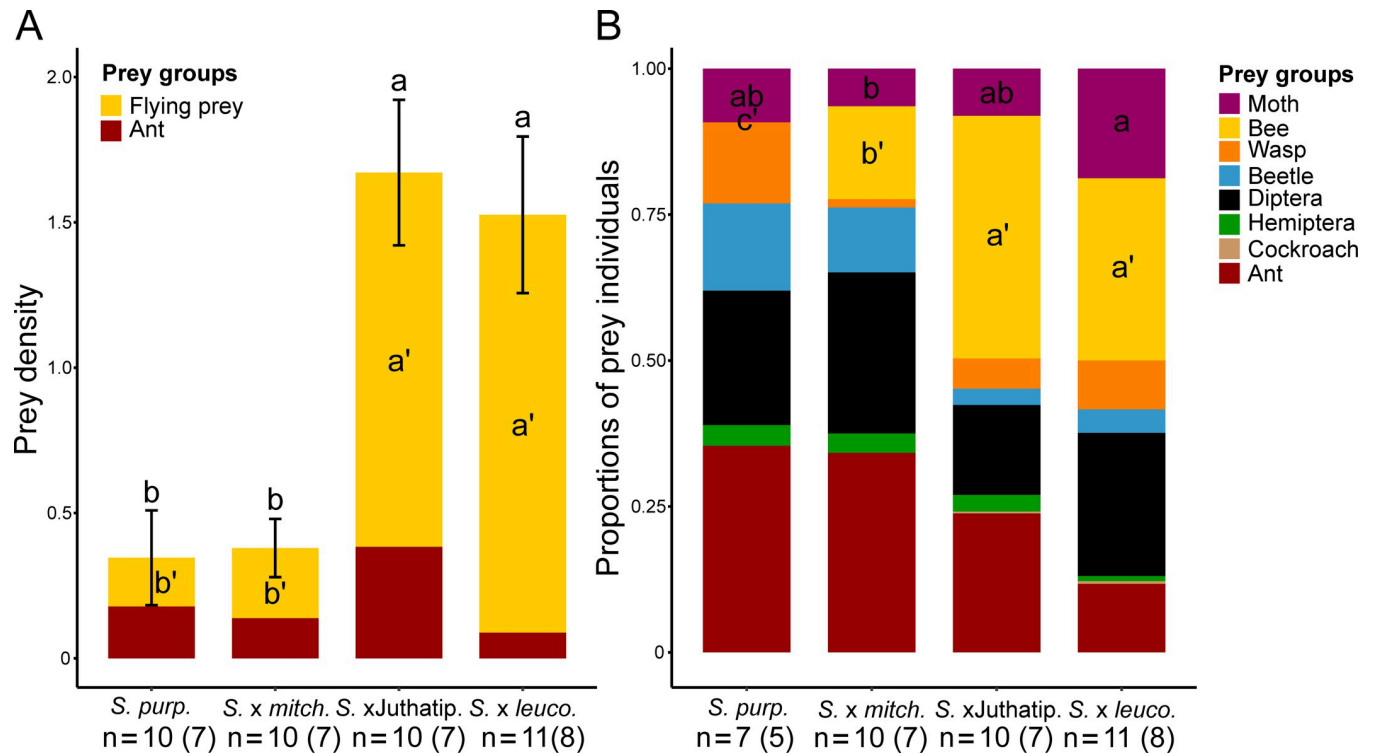 A
Prey groups
Flying prey
Ant
Prey density
2.0
1.5
1.0
0.5
0
b
b'
b
b'
a
a'
a
a'
S. purp.
S. x mitch.
S. xJuthatip.
S. x leuco.
n=10 (7)
n=10 (7)
n=10 (7)
n=11(8)
B
Proportions of prey individuals
1.00
0.75
0.50
0.25
0
ab
c'
b
b'
ab
a'
a
a'
S. purp.
S. x mitch.
S. xJuthatip.
S. x leuco.
n=7 (5)
n=10 (7)
n=10 (7)
n=11 (8)
Prey groups
Moth
Bee
Wasp
Beetle
Diptera
Hemiptera
Cockroach
Ant